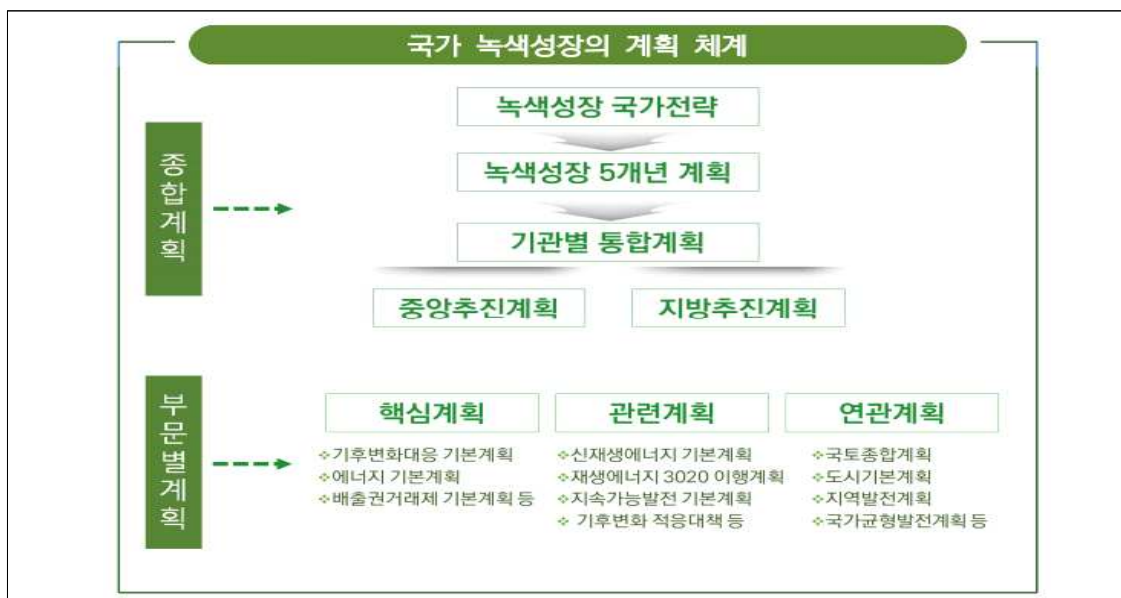 국가 녹색성장의 계획 체계
종합계획
녹색성장 국가전략
녹색성장 5개년 계획
기관별 통합계획
중앙추진계획
지방추진계획
부문별계획
핵심계획
기후변화대응 기본계획
에너지 기본계획
배출권거래제 기본계획 등
관련계획
신재생에너지 기본계획
재생에너지 3020 이행계획
지속가능발전 기본계획
기후변화 적응대책 등
연관계획
국토종합계획
도시기본계획
지역발전계획
국가균형발전계획 등